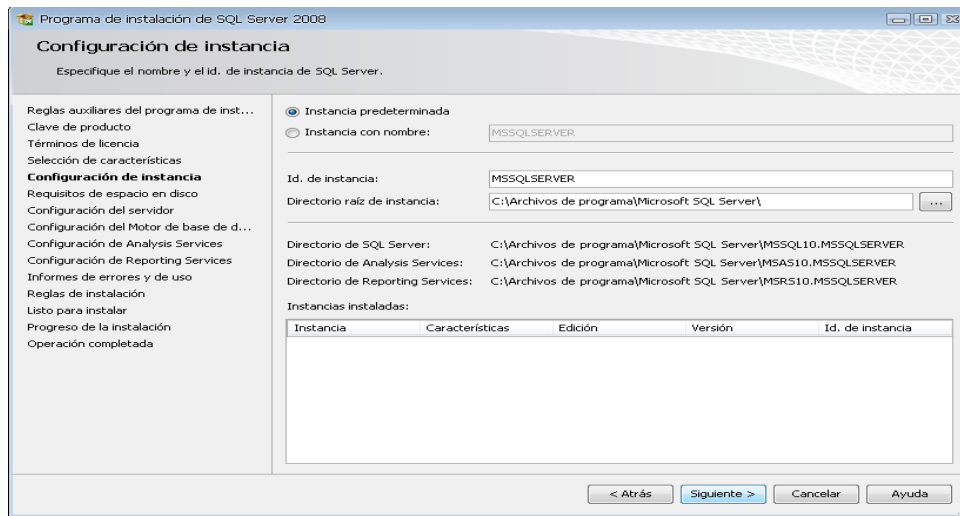 Programa de instalación de SQL Server 2008
Configuración de instancia
Especifique el nombre y el id. de instancia de SQL Server.
Reglas auxiliares del programa de inst...
Clave de producto
Términos de licencia
Selección de características
Configuración de instancia
Requisitos de espacio en disco
Configuración del servidor
Configuración del Motor de base de d...
Configuración de Analysis Services
Configuración de Reporting Services
Informes de errores y de uso
Reglas de instalación
Listo para instalar
Progreso de la instalación
Operación completada
Instancia predeterminada
Instancia con nombre: MSSQLSERVER
Id. de instancia: MSSQLSERVER
Directorio raíz de instancia: C:\Archivos de programa\Microsoft SQL Server\ ...
Directorio de SQL Server: C:\Archivos de programa\Microsoft SQL Server\MSSQL10.MSSQLSERVER
Directorio de Analysis Services: C:\Archivos de programa\Microsoft SQL Server\MSAS10.MSSQLSERVER
Directorio de Reporting Services: C:\Archivos de programa\Microsoft SQL Server\MSRS10.MSSQLSERVER
Instancias instaladas:
Instancia Características Edición Versión Id. de instancia
< Atrás Siguiente > Cancelar Ayuda